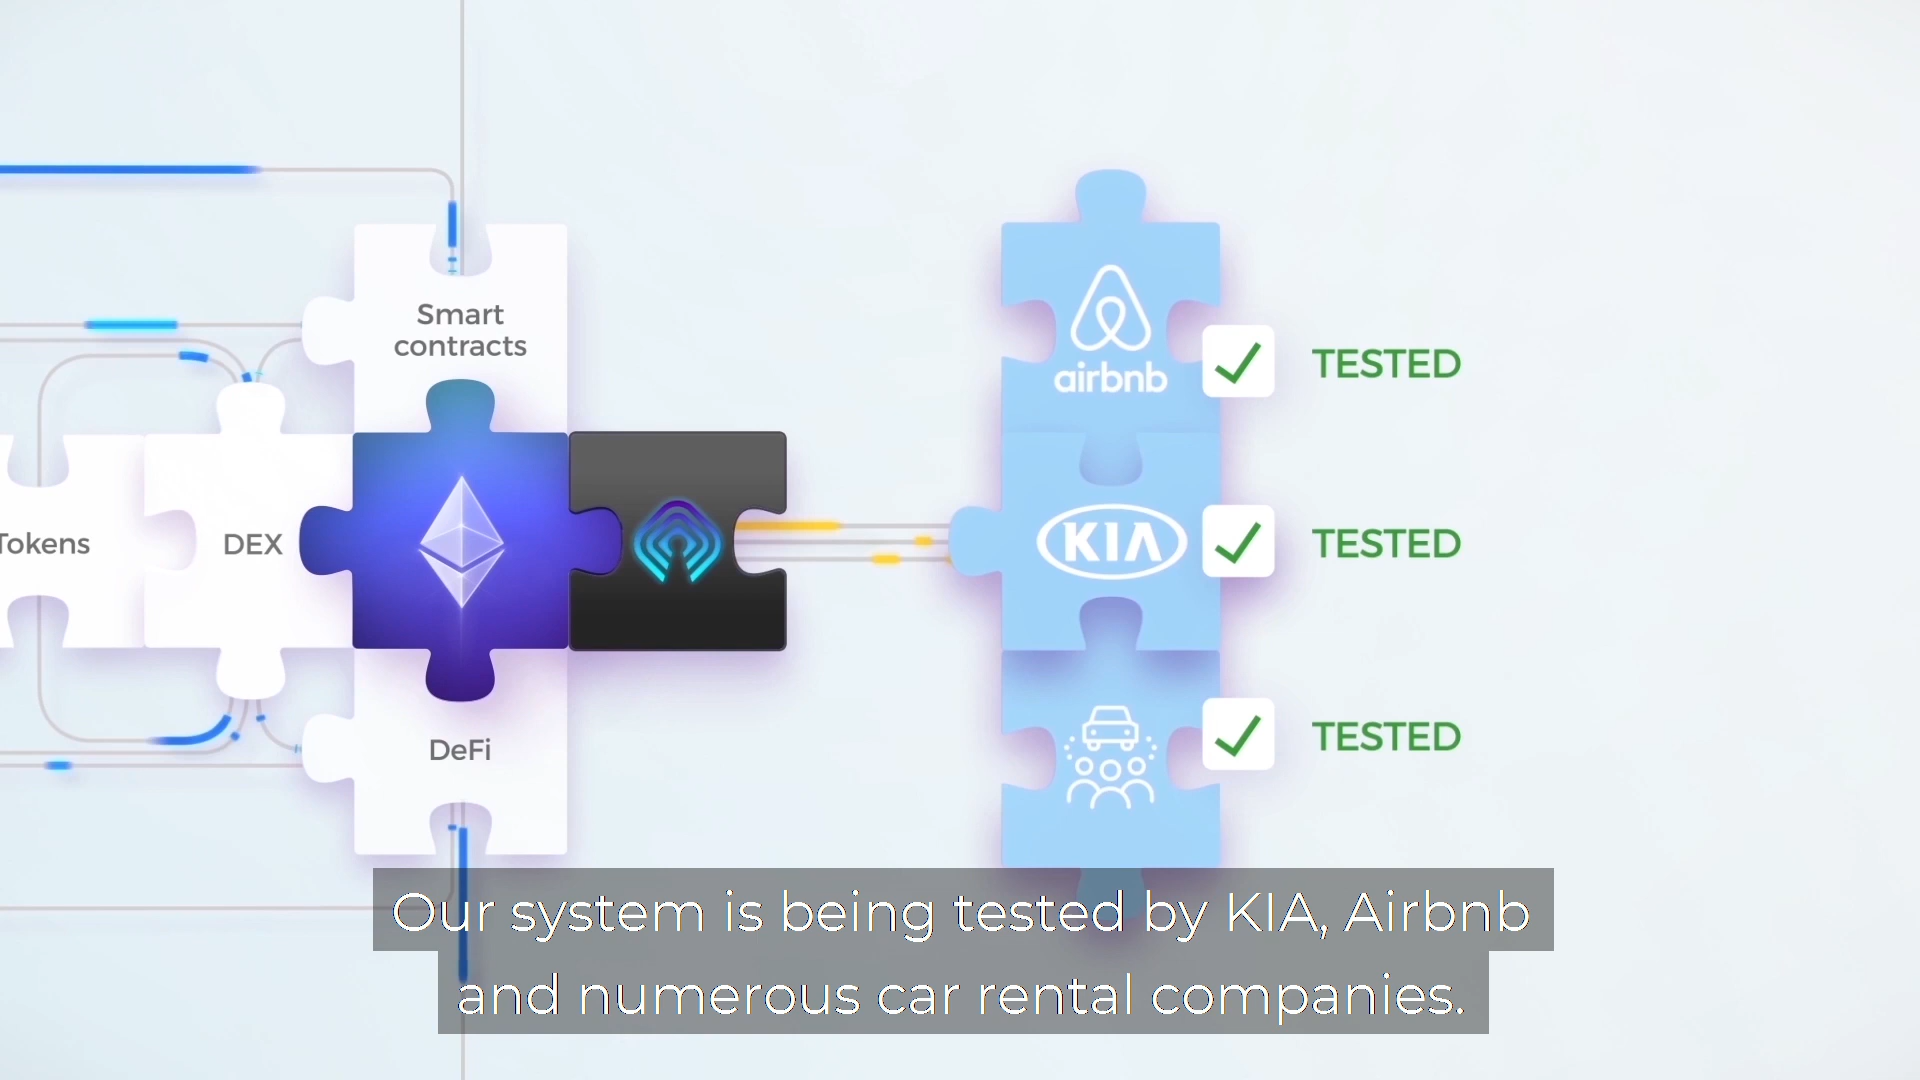 Smart
contracts
Tokens
DEX
DeFi
airbnb
TESTED
KIA
TESTED
TESTED
Our system is being tested by KIA, Airbnb
and numerous car rental companies.